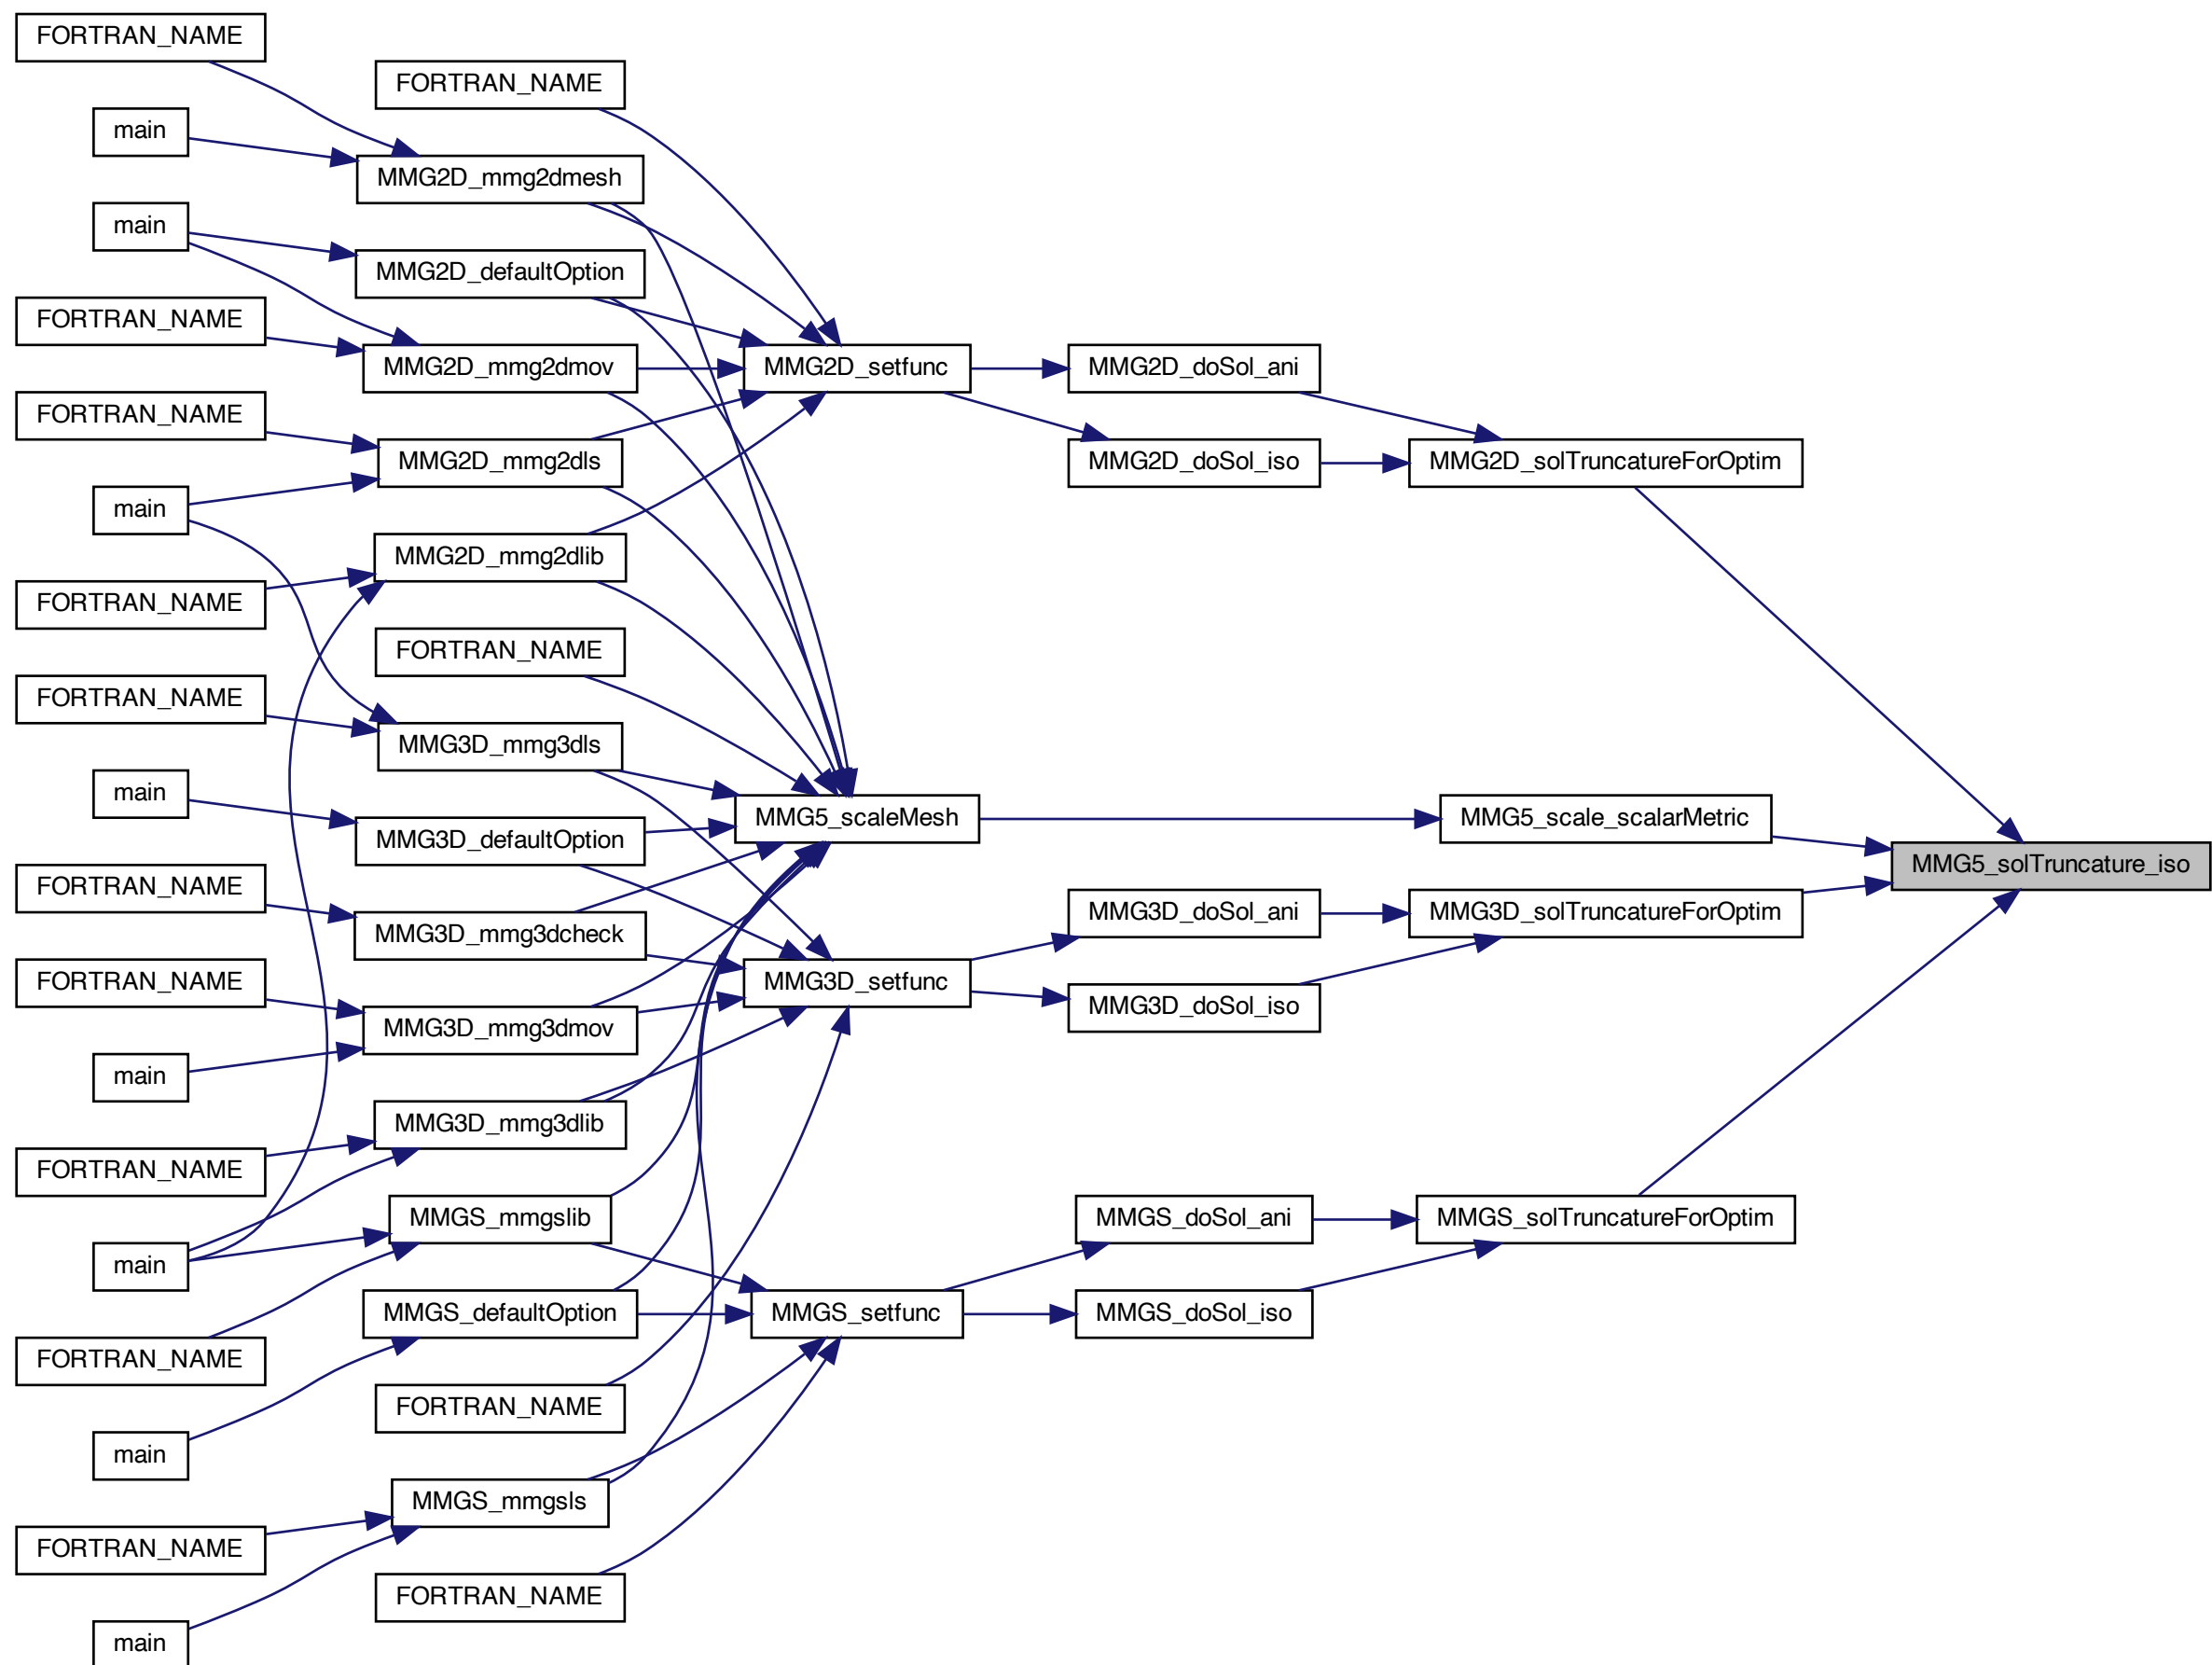 FORTRAN_NAME
main
main
FORTRAN_NAME
FORTRAN_NAME
main
FORTRAN_NAME
FORTRAN_NAME
main
FORTRAN_NAME
FORTRAN_NAME
main
FORTRAN_NAME
main
FORTRAN_NAME
main
FORTRAN_NAME
main
FORTRAN_NAME
MMG2D_mmg2dmesh
MMG2D_defaultOption
MMG2D_mmg2dmov
MMG2D_mmg2dls
MMG2D_mmg2dlib
FORTRAN_NAME
MMG3D_mmg3dls
MMG3D_defaultOption
MMG3D_mmg3dcheck
MMG3D_mmg3dmov
MMG3D_mmg3dlib
MMGS_mmgslib
MMGS_defaultOption
FORTRAN_NAME
MMGS_mmgsls
FORTRAN_NAME
MMG2D_setfunc
MMG5_scaleMesh
MMG3D_setfunc
MMGS_setfunc
MMG2D_doSol_ani
MMG2D_doSol_iso
MMG3D_doSol_ani
MMG3D_doSol_iso
MMGS_doSol_ani
MMGS_doSol_iso
MMG2D_solTruncatureForOptim
MMG5_scale_scalarMetric
MMG3D_solTruncatureForOptim
MMGS_solTruncatureForOptim
MMG5_solTruncature_iso